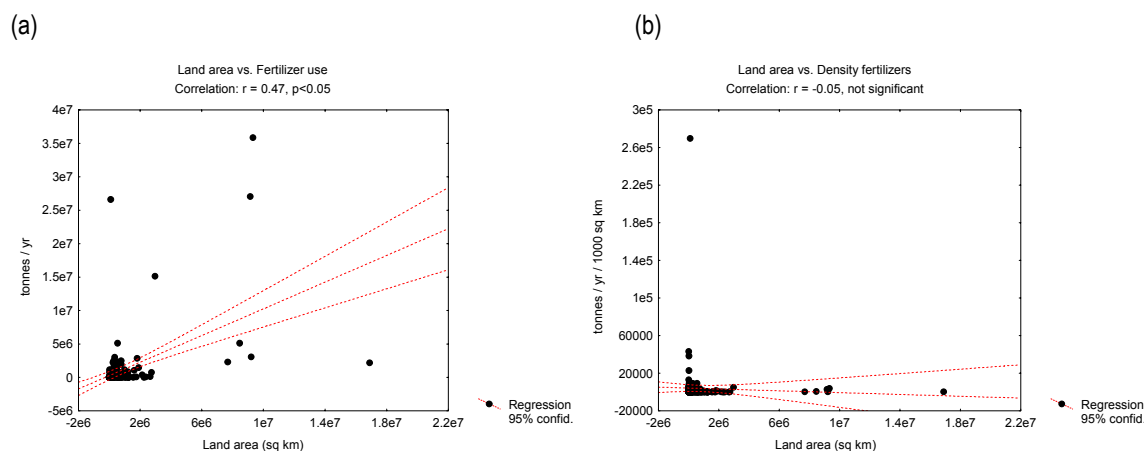 (a)
Land area vs. Fertilizer use
Correlation: r = 0.47, p<0.05
4e7
3.5e7
3e7
2.5e7
2e7
1.5e7
1e7
5e6
0
-5e6
tonnes / yr
-2e6 2e6 6e6 1e7 1.4e7 1.8e7 2.2e7
Land area (sq km)
Regression
95% confid.
(b)
Land area vs. Density fertilizers
Correlation: r = -0.05, not significant
3e5
2.6e5
2.2e5
1.8e5
1.4e5
1e5
60000
20000
-20000
tonnes / yr / 1000 sq km
-2e6 2e6 6e6 1e7 1.4e7 1.8e7 2.2e7
Land area (sq km)
Regression
95% confid.